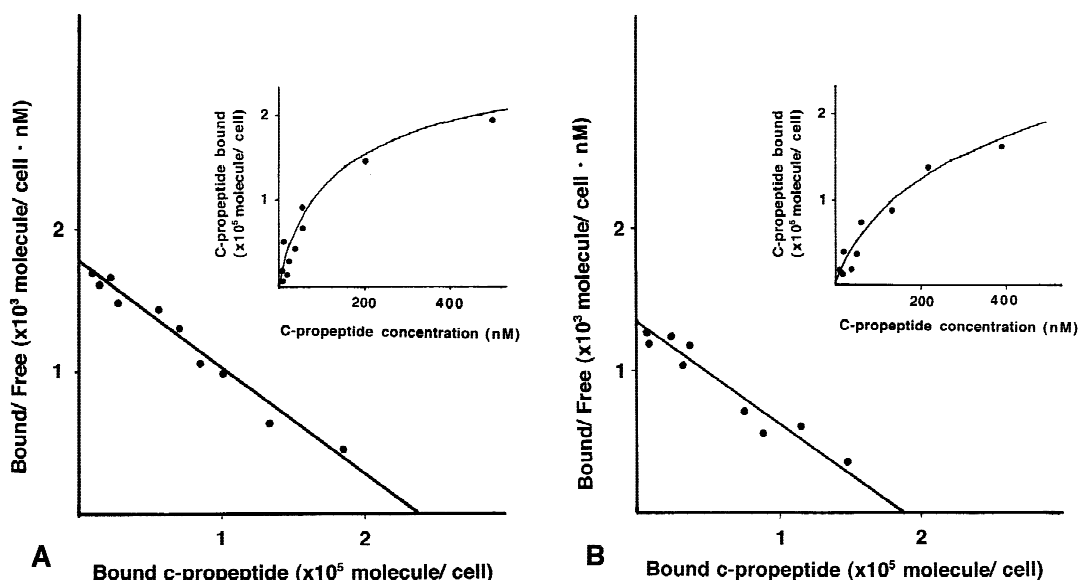 Bound/ Free (x10³ molecule/ cell · nM)
2
1
C-propeptide bound
(x10⁵ molecule/ cell)
2
1
200
400
C-propeptide concentration (nM)
1
2
A
Bound c-propeptide (x10⁵ molecule/ cell)
Bound/ Free (x10³ molecule/ cell · nM)
2
1
C-propeptide bound
(x10⁵ molecule/ cell)
2
1
200
400
C-propeptide concentration (nM)
1
2
B
Bound c-propeptide (x10⁵ molecule/ cell)